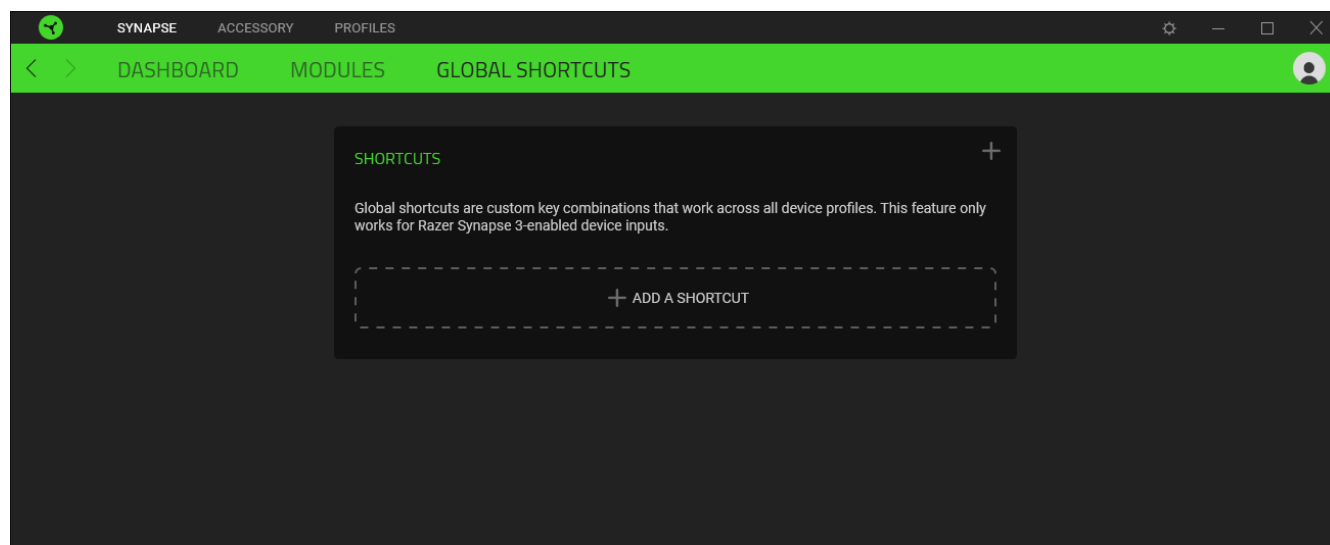 SYNAPSE ACCESSORY PROFILES
DASHBOARD MODULES GLOBAL SHORTCUTS
SHORTCUTS
Global shortcuts are custom key combinations that work across all device profiles. This feature only
works for Razer Synapse 3-enabled device inputs.
ADD A SHORTCUT